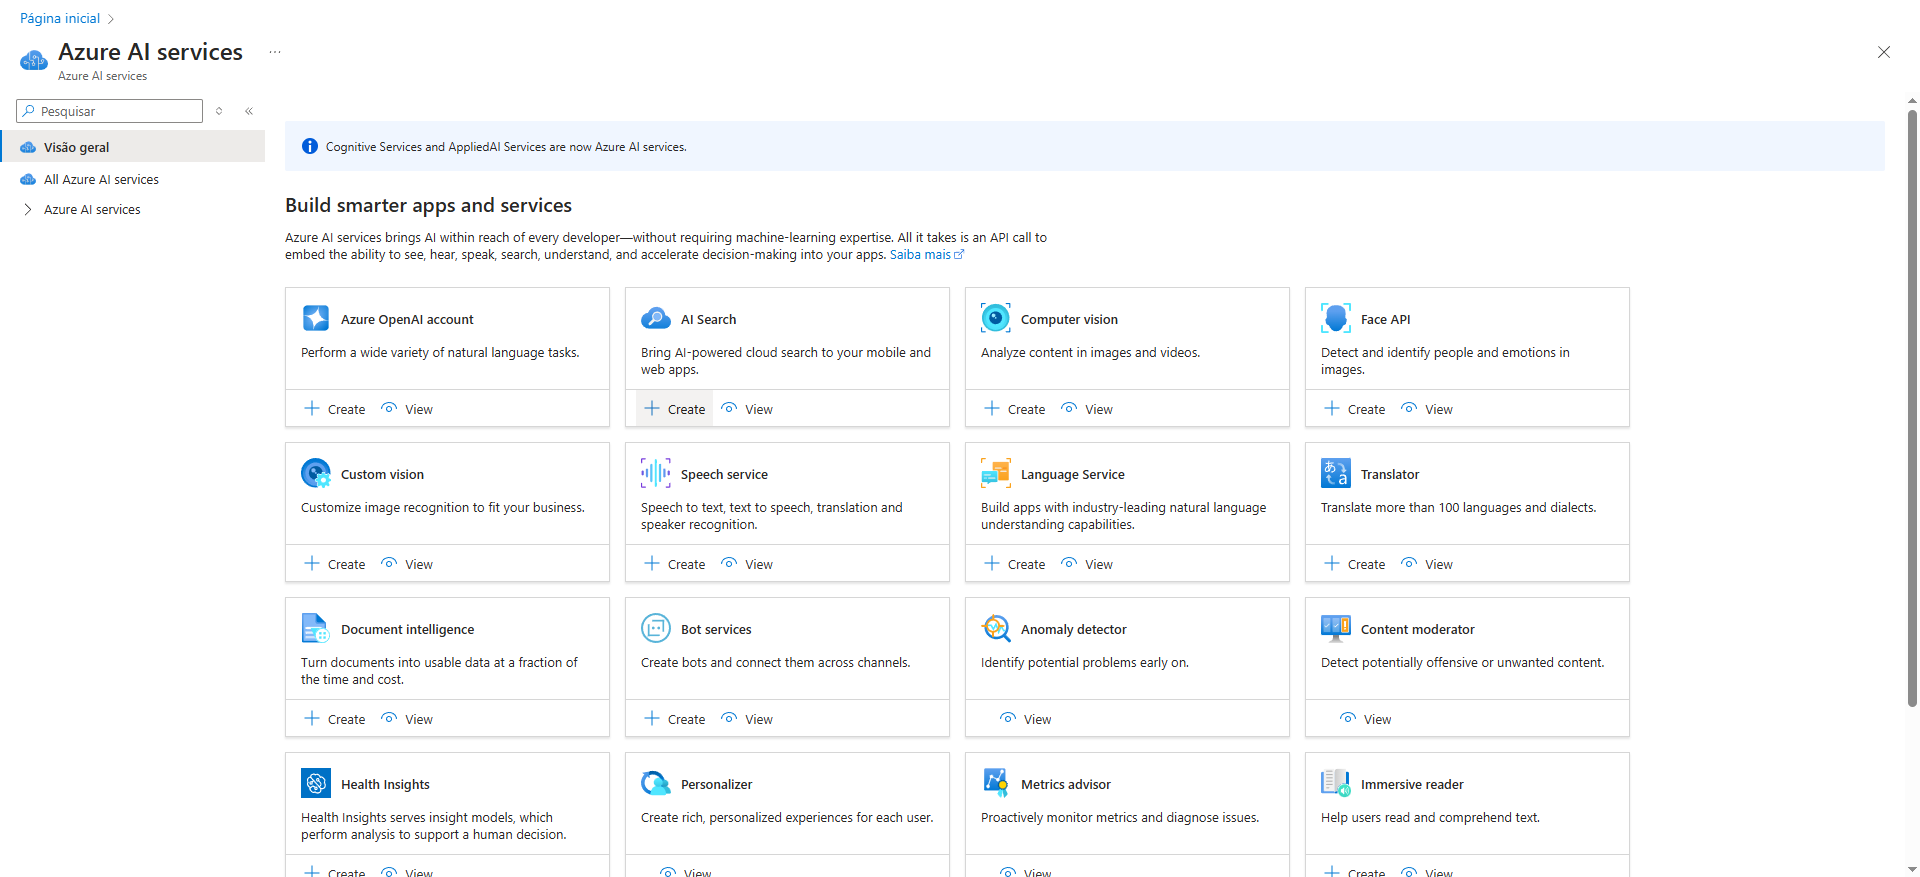 Página inicial
Azure AI services
Azure AI services
Pesquisar
Visão geral
All Azure AI services
Azure AI services
Cognitive Services and AppliedAI Services are now Azure AI services.
Build smarter apps and services
Azure AI services brings AI within reach of every developer—without requiring machine-learning expertise. All it takes is an API call to
embed the ability to see, hear, speak, search, understand, and accelerate decision-making into your apps. Saiba mais
Azure OpenAI account
Perform a wide variety of natural language tasks.
Create View
AI Search
Bring AI-powered cloud search to your mobile and
web apps.
Create View
Computer vision
Analyze content in images and videos.
Create View
Face API
Detect and identify people and emotions in
images.
Create View
Custom vision
Customize image recognition to fit your business.
Create View
Speech service
Speech to text, text to speech, translation and
speaker recognition.
Create View
Language Service
Build apps with industry-leading natural language
understanding capabilities.
Create View
Translator
Translate more than 100 languages and dialects.
Create View
Document intelligence
Turn documents into usable data at a fraction of
the time and cost.
Create View
Bot services
Create bots and connect them across channels.
Create View
Anomaly detector
Identify potential problems early on.
View
Content moderator
Detect potentially offensive or unwanted content.
View
Health Insights
Health Insights serves insight models, which
perform analysis to support a human decision.
Create View
Personalizer
Create rich, personalized experiences for each user.
View
Metrics advisor
Proactively monitor metrics and diagnose issues.
View
Immersive reader
Help users read and comprehend text.
Create View